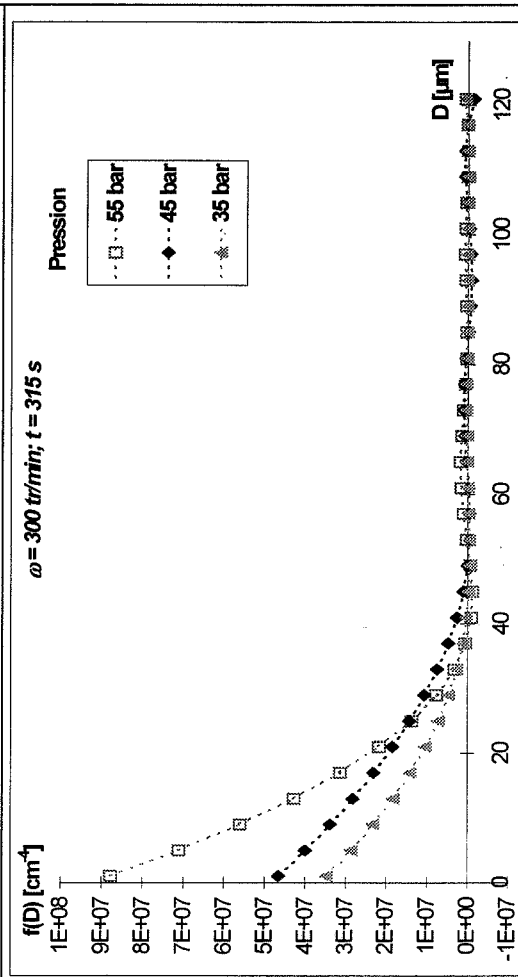 ω = 300 tr/min; t = 315 s
f(D) [cm⁻⁴]
1E+08
9E+07
8E+07
7E+07
6E+07
5E+07
4E+07
3E+07
2E+07
1E+07
0E+00
-1E+07
0
20
40
60
80
100
120
D [µm]
Pression
55 bar
45 bar
35 bar